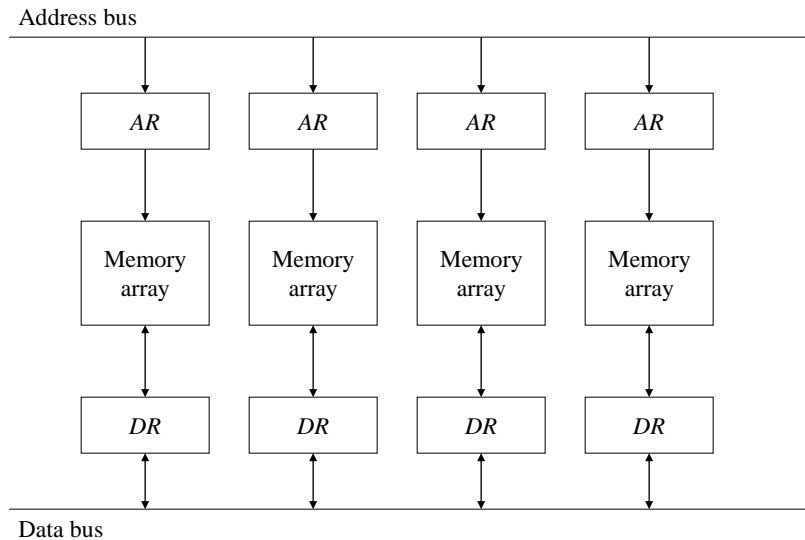 Address bus
AR AR AR AR
Memory array Memory array Memory array Memory array
DR DR DR DR
Data bus